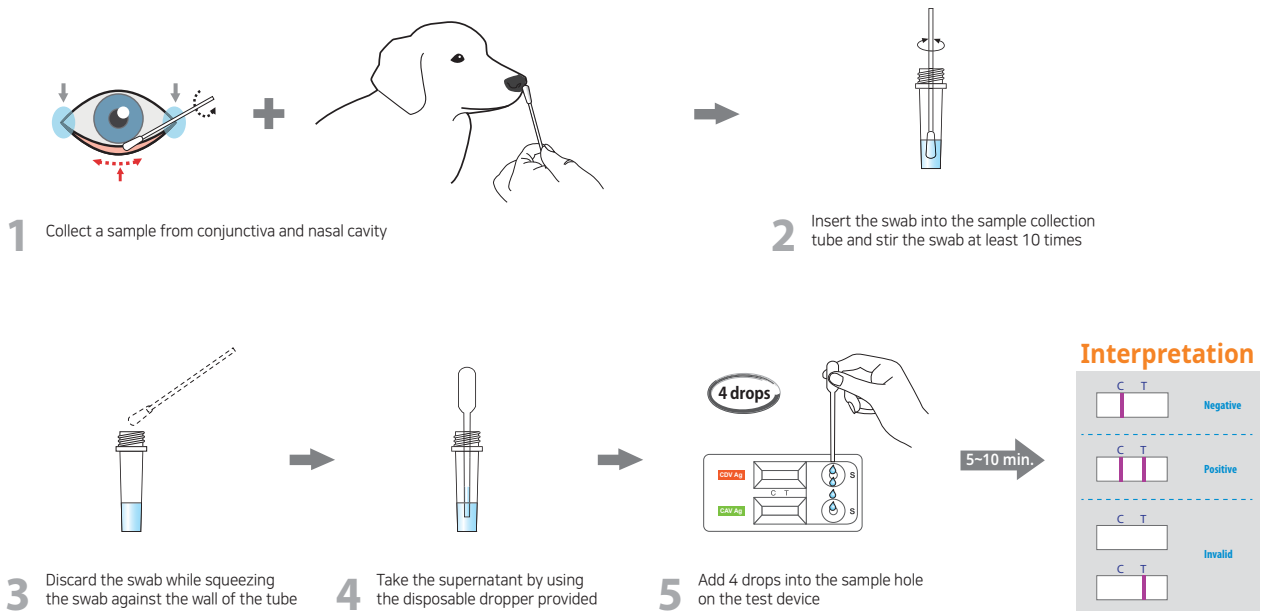 1 Collect a sample from conjunctiva and nasal cavity
2 Insert the swab into the sample collection
tube and stir the swab at least 10 times
3 Discard the swab while squeezing
the swab against the wall of the tube
4 Take the supernatant by using
the disposable dropper provided
4 drops
CDV Ag
S
C T
CAV Ag
S
5 Add 4 drops into the sample hole
on the test device
5~10 min.
Interpretation
C T
Negative
C T
Positive
C T
Invalid
C T